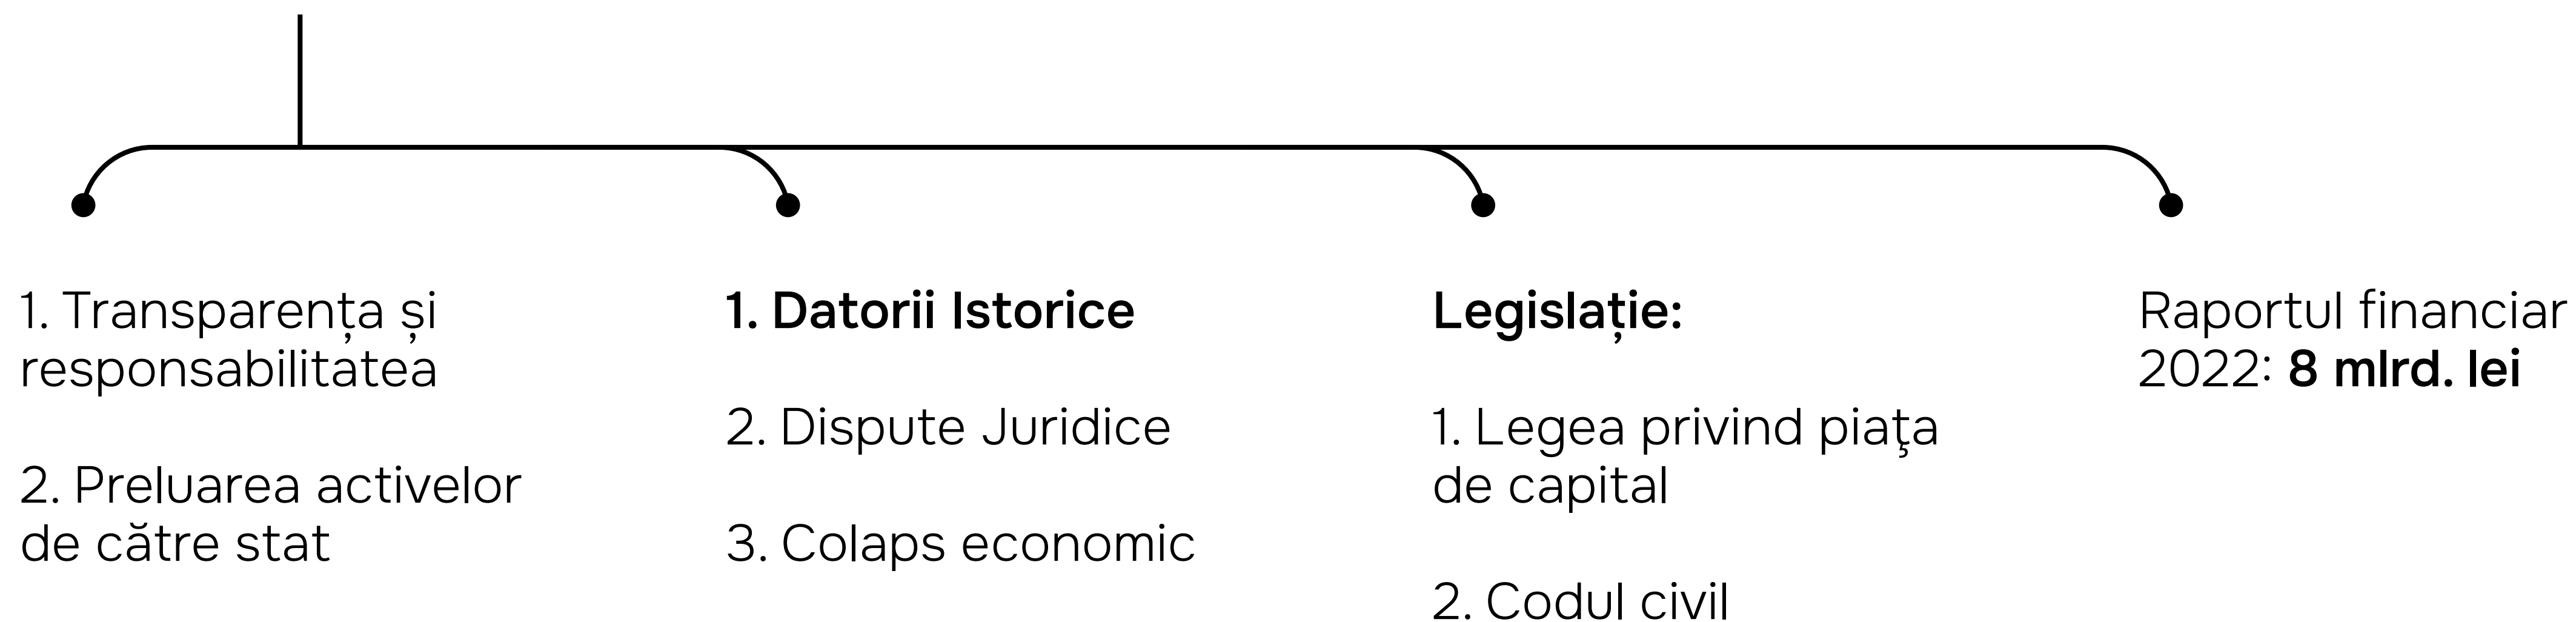 1. Transparența și
responsabilitatea
2. Preluarea activelor
de către stat
1. Datorii Istorice
2. Dispute Juridice
3. Colaps economic
Legislație:
1. Legea privind piaţa
de capital
2. Codul civil
Raportul financiar
2022: 8 mlrd. lei